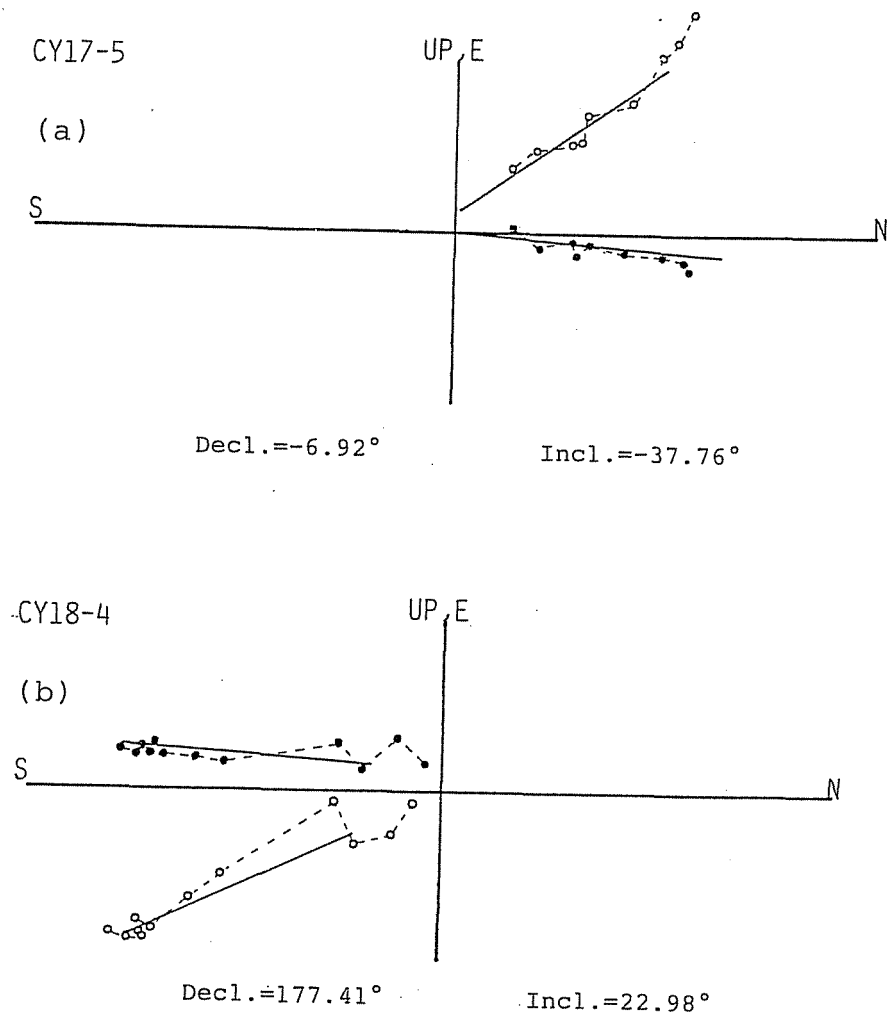 CY17-5
UP,E
(a)
S
N
Decl.=-6.92°
Incl.=-37.76°
CY18-4
UP,E
(b)
S
N
Decl.=177.41°
Incl.=22.98°